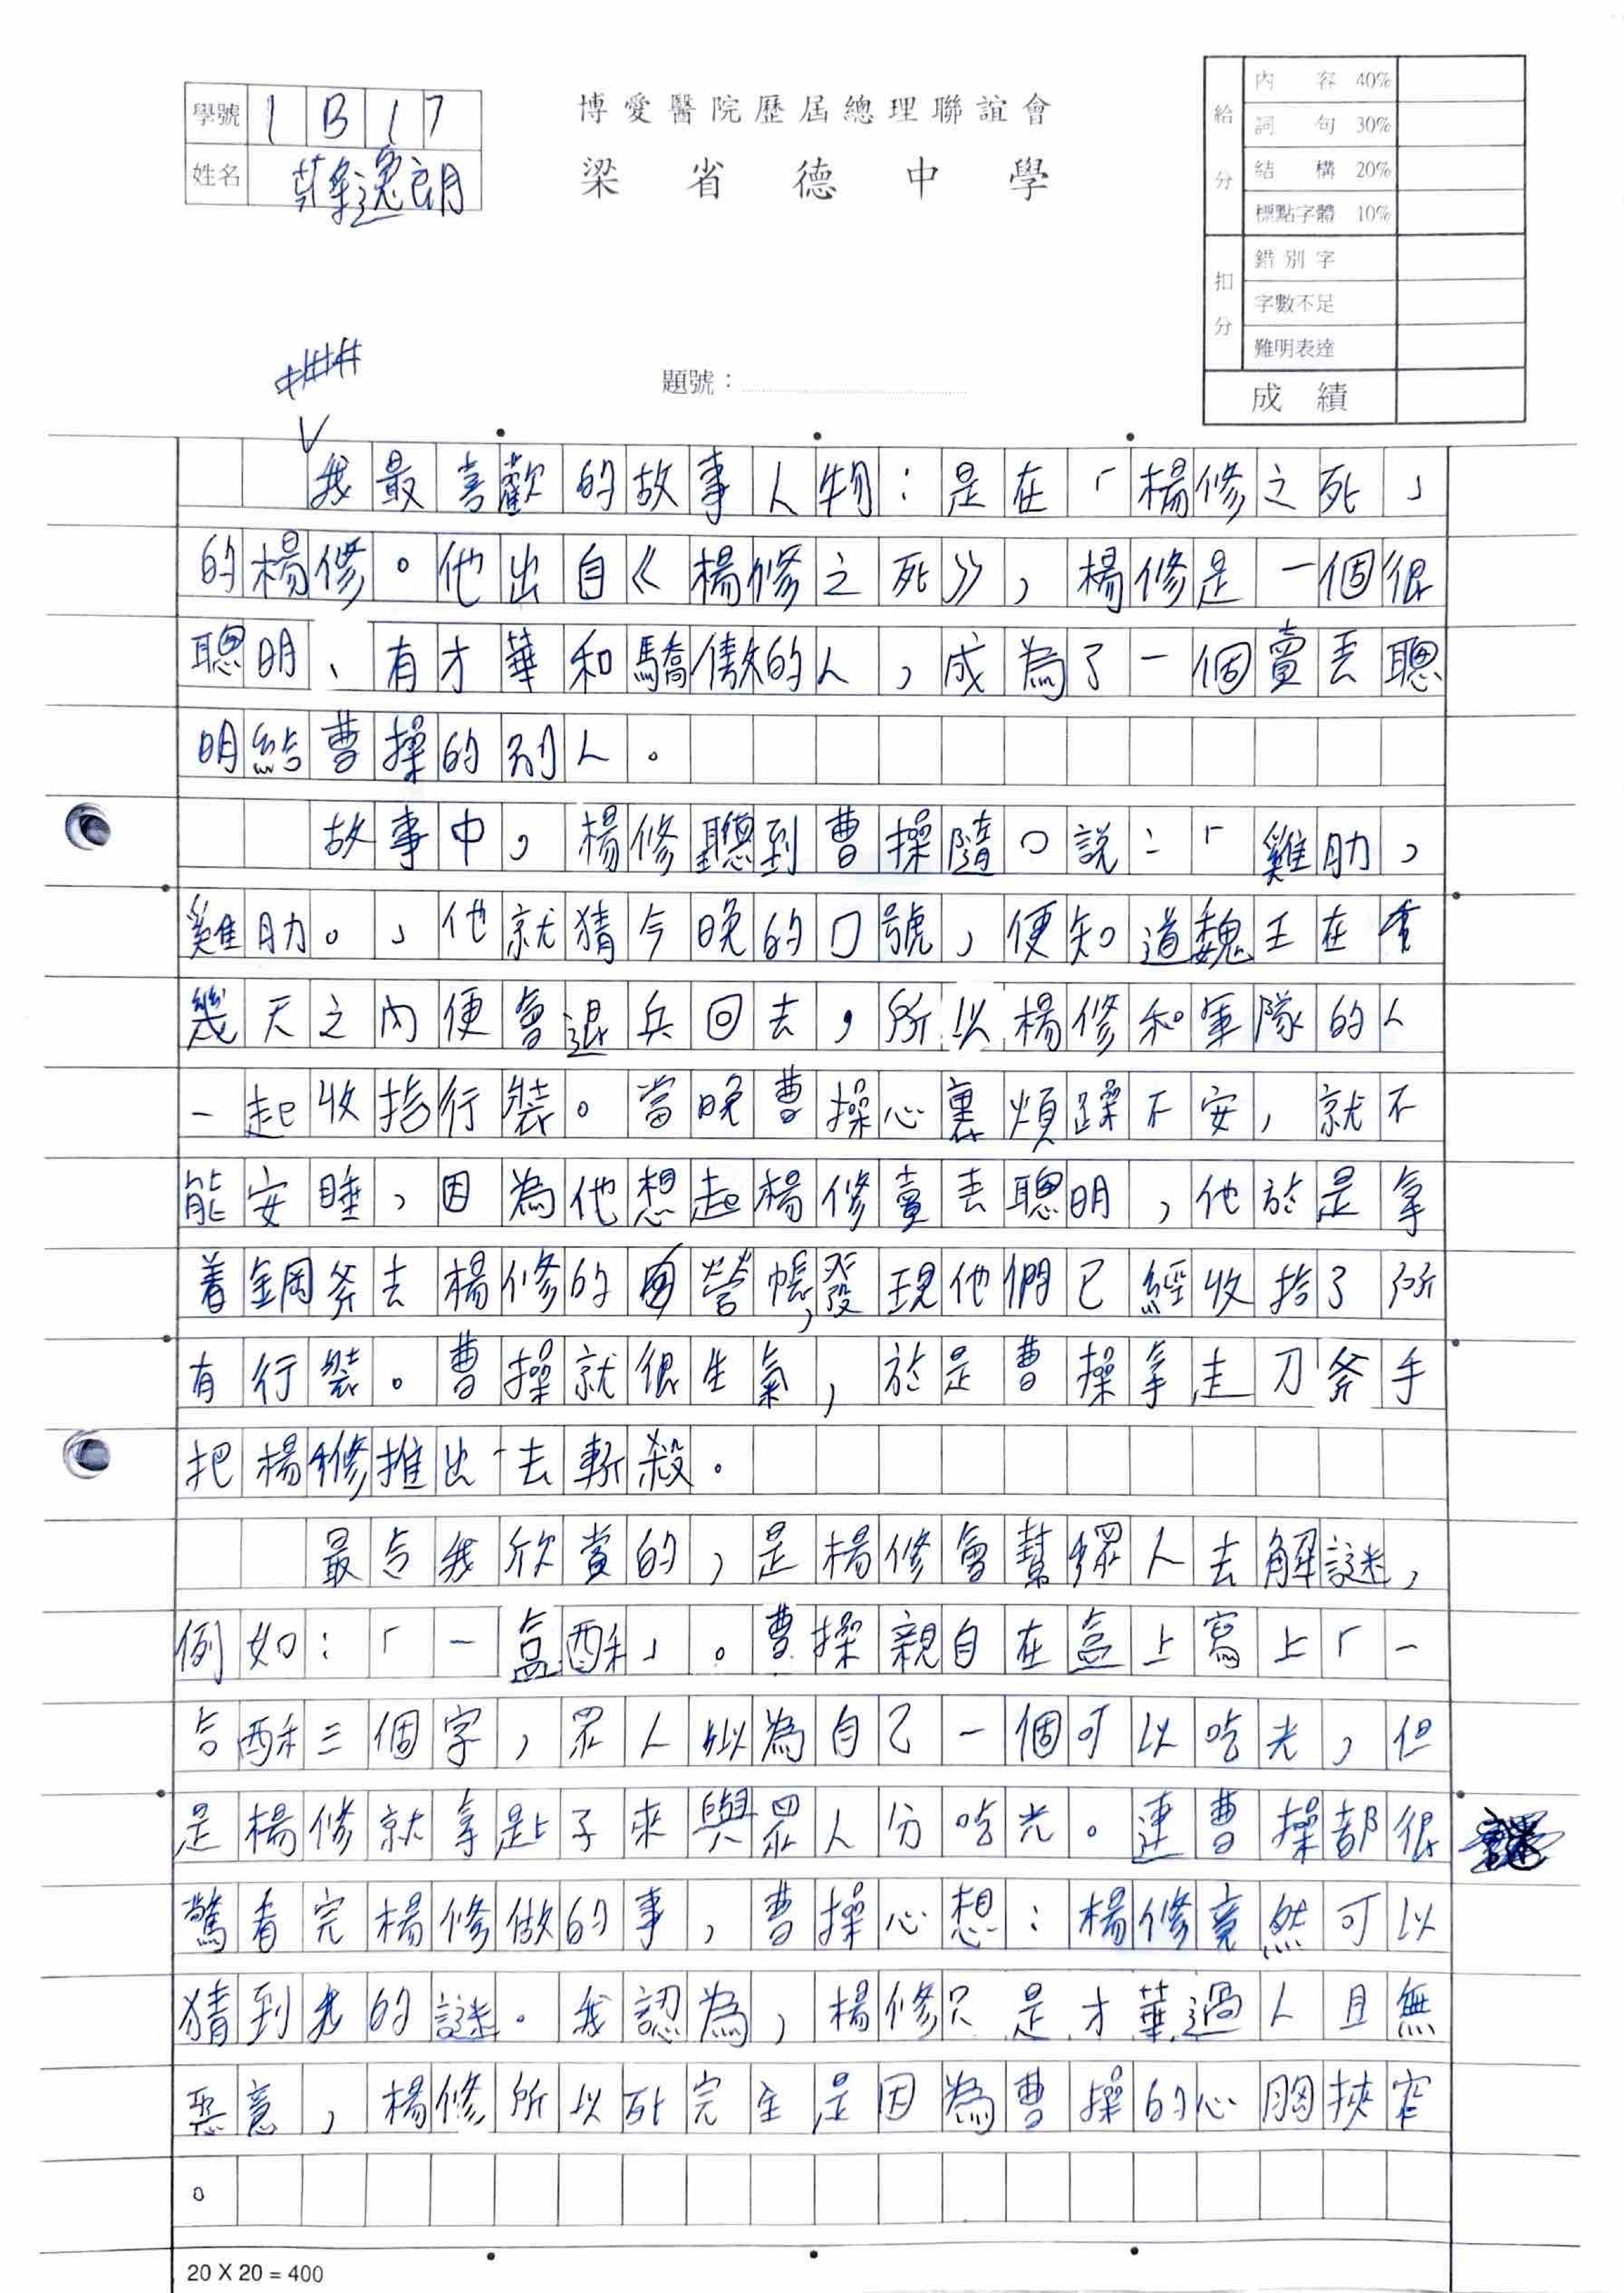 學號 1B17
姓名 蔡逸朗
博愛醫院歷屆總理聯誼會
梁省德中學
給分
內容 40%
詞句 30%
結構 20%
標點字體 10%
扣分
錯別字
字數不足
難明表達
成績
題號：
我最喜歡的故事人物：是在「楊修之死」
的楊修。他出自《楊修之死》，楊修是一個很
聰明、有才華和驕傲的人，成為了一個賣丟聰
明給曹操的別人。
故事中，楊修聽到曹操隨口說：「雞肋，
雞肋。」他就猜今晚的口號，便知道魏王在
幾天之內便會退兵回去，所以楊修和軍隊的人
一起收拾行裝。當晚曹操心裏煩躁不安，就不
能安睡，因為他想起楊修賣丟聰明，他於是拿
着鋼斧去楊修的營帳，發現他們已經收拾了所
有行裝。曹操就很生氣，於是曹操拿走刀斧手
把楊修推出去斬殺。
最合我欣賞的，是楊修會幫眾人去解謎，
例如：「一盒酥」。曹操親自在盒上寫上「一
合酥三個字，眾人以為自己一個可以吃光，但
是楊修就拿匙子來與眾人分吃光。連曹操都很
驚看完楊修做的事，曹操心想：楊修竟然可以
猜到我的謎。我認為，楊修只是才華過人且無
惡意，楊修所以死完全是因為曹操的心胸狹窄
。
20 X 20 = 400